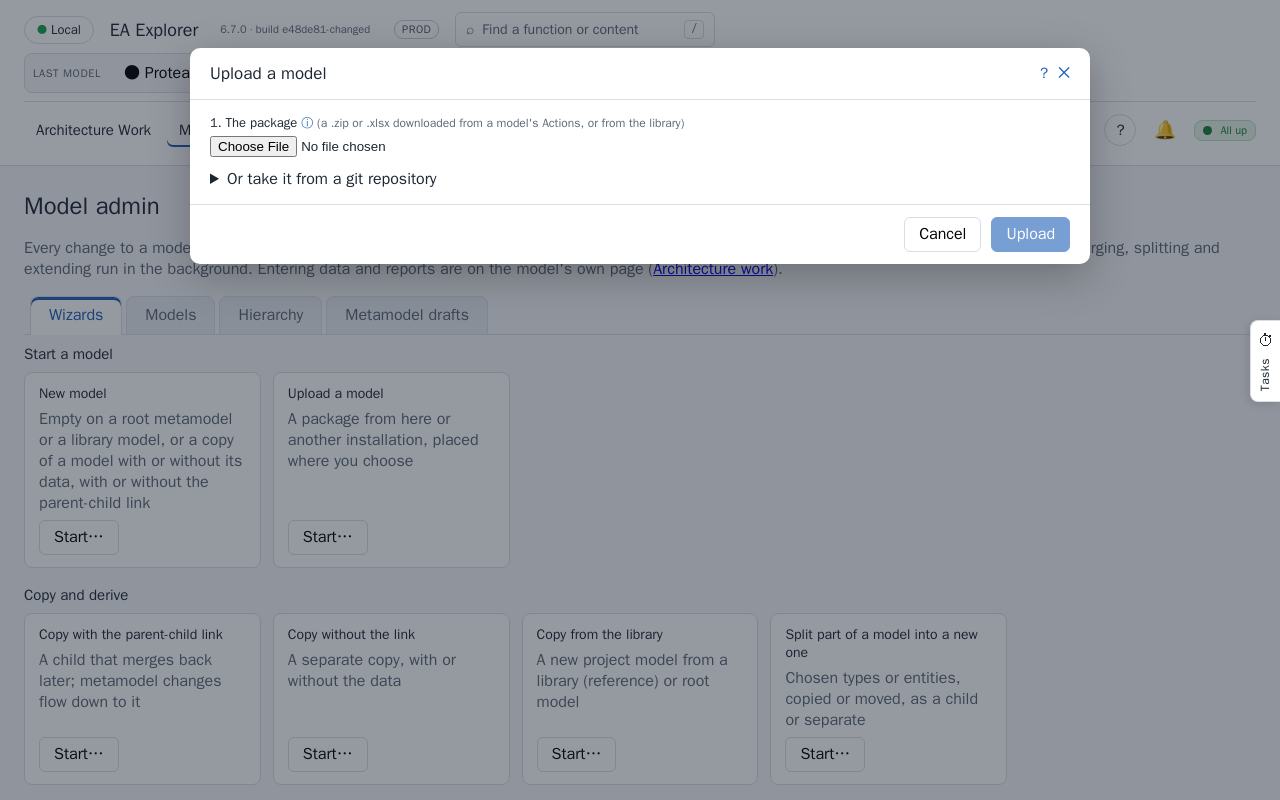 Local
EA Explorer
6.7.0 · build e48de81-changed
PROD
Find a function or content
/
LAST MODEL
Protea
Architecture Work
M
?
All up
Upload a model
?
1. The package ⓘ (a .zip or .xlsx downloaded from a model's Actions, or from the library)
Choose File No file chosen
Or take it from a git repository
Cancel
Upload
Model admin
Every change to a mode
rging, splitting and
extending run in the background. Entering data and reports are on the model's own page (Architecture work).
Wizards
Models
Hierarchy
Metamodel drafts
Tasks
Start a model
New model
Empty on a root metamodel
or a library model, or a copy
of a model with or without its
data, with or without the
parent-child link
Start···
Upload a model
A package from here or
another installation, placed
where you choose
Start···
Copy and derive
Copy with the parent-child link
A child that merges back
later; metamodel changes
flow down to it
Start···
Copy without the link
A separate copy, with or
without the data
Start···
Copy from the library
A new project model from a
library (reference) or root
model
Start···
Split part of a model into a new
one
Chosen types or entities,
copied or moved, as a child
or separate
Start···